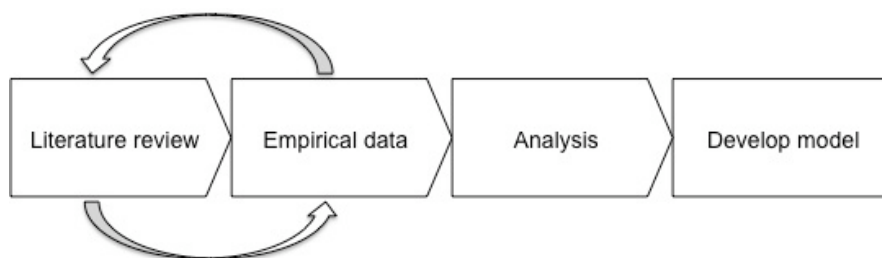 Literature review
Empirical data
Analysis
Develop model